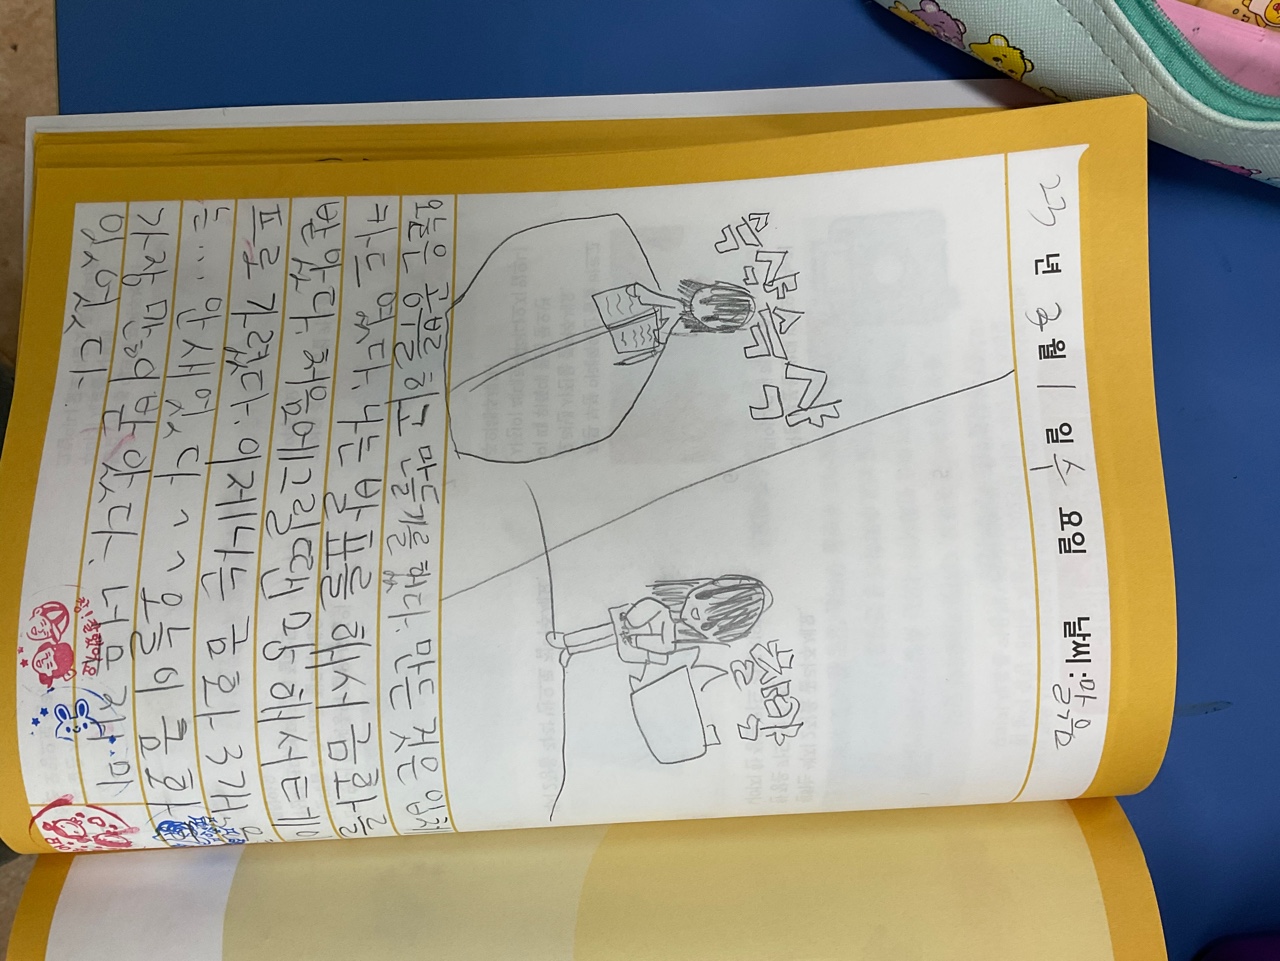 23 년 3 월 1 일 수 요일 날씨 : 맑음
슥삭슥삭
촬칵
오늘은 공부를 하고 만들기를 했다. 만든 것은 입체
카드 였다. 나는 발표를 해서 금화를
받았다. 처음에그릴땐 망해서테이
프로 가렸다. 이제나는 금화 3개,
는... 안새었다 ^^ 오늘이 금화
가장 만히 받았다. 너무 재미
있었다
참! 잘했어요